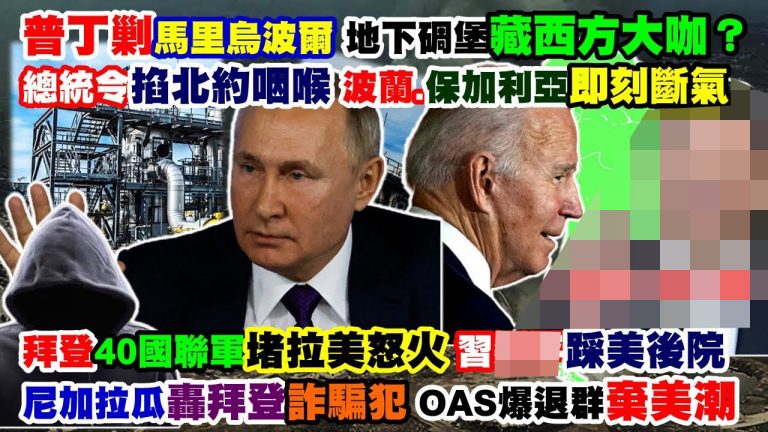 普丁剿馬里烏波爾 地下碉堡藏西方大咖？
總統令掐北約咽喉 波蘭.保加利亞即刻斷氣
拜登40國聯軍堵拉美怒火 習 踩美後院
尼加拉瓜轟拜登詐騙犯 OAS爆退群棄美潮